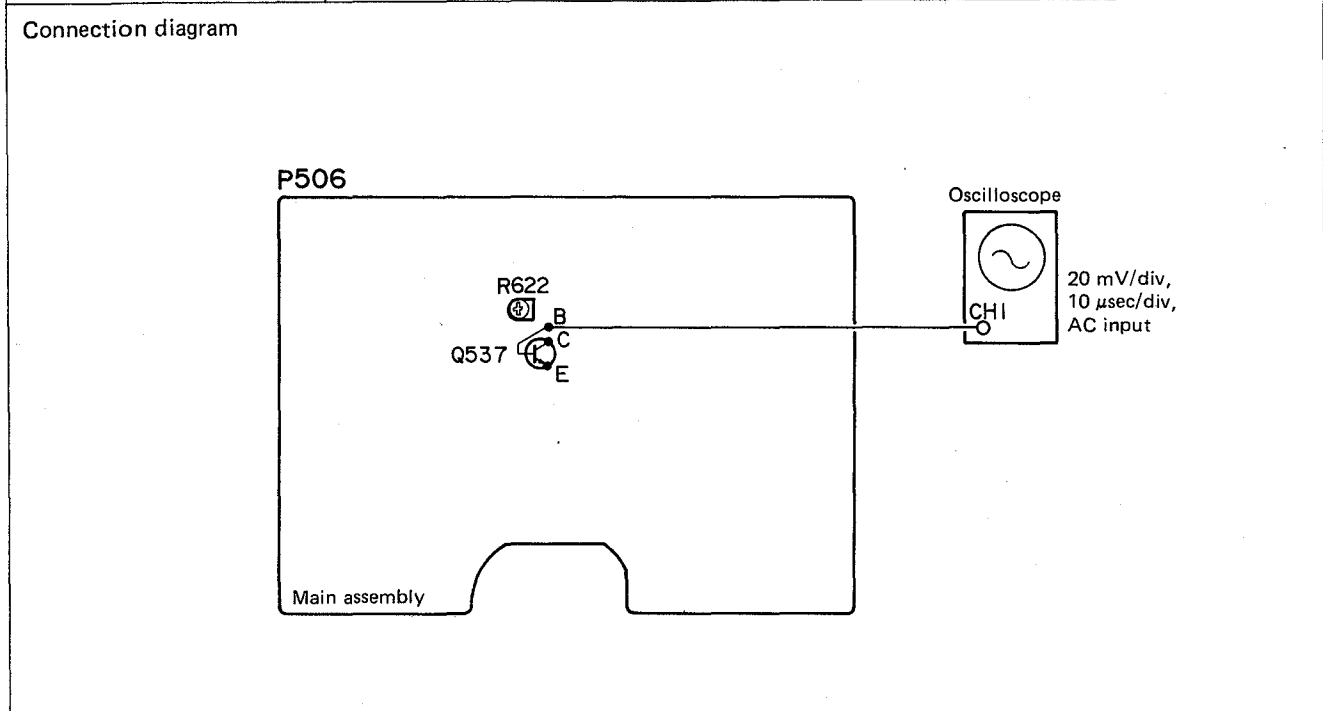 Connection diagram
P506
Oscilloscope
R622
20 mV/div,
10 μsec/div,
AC input
CH1
B
C
Q537
E
Main assembly